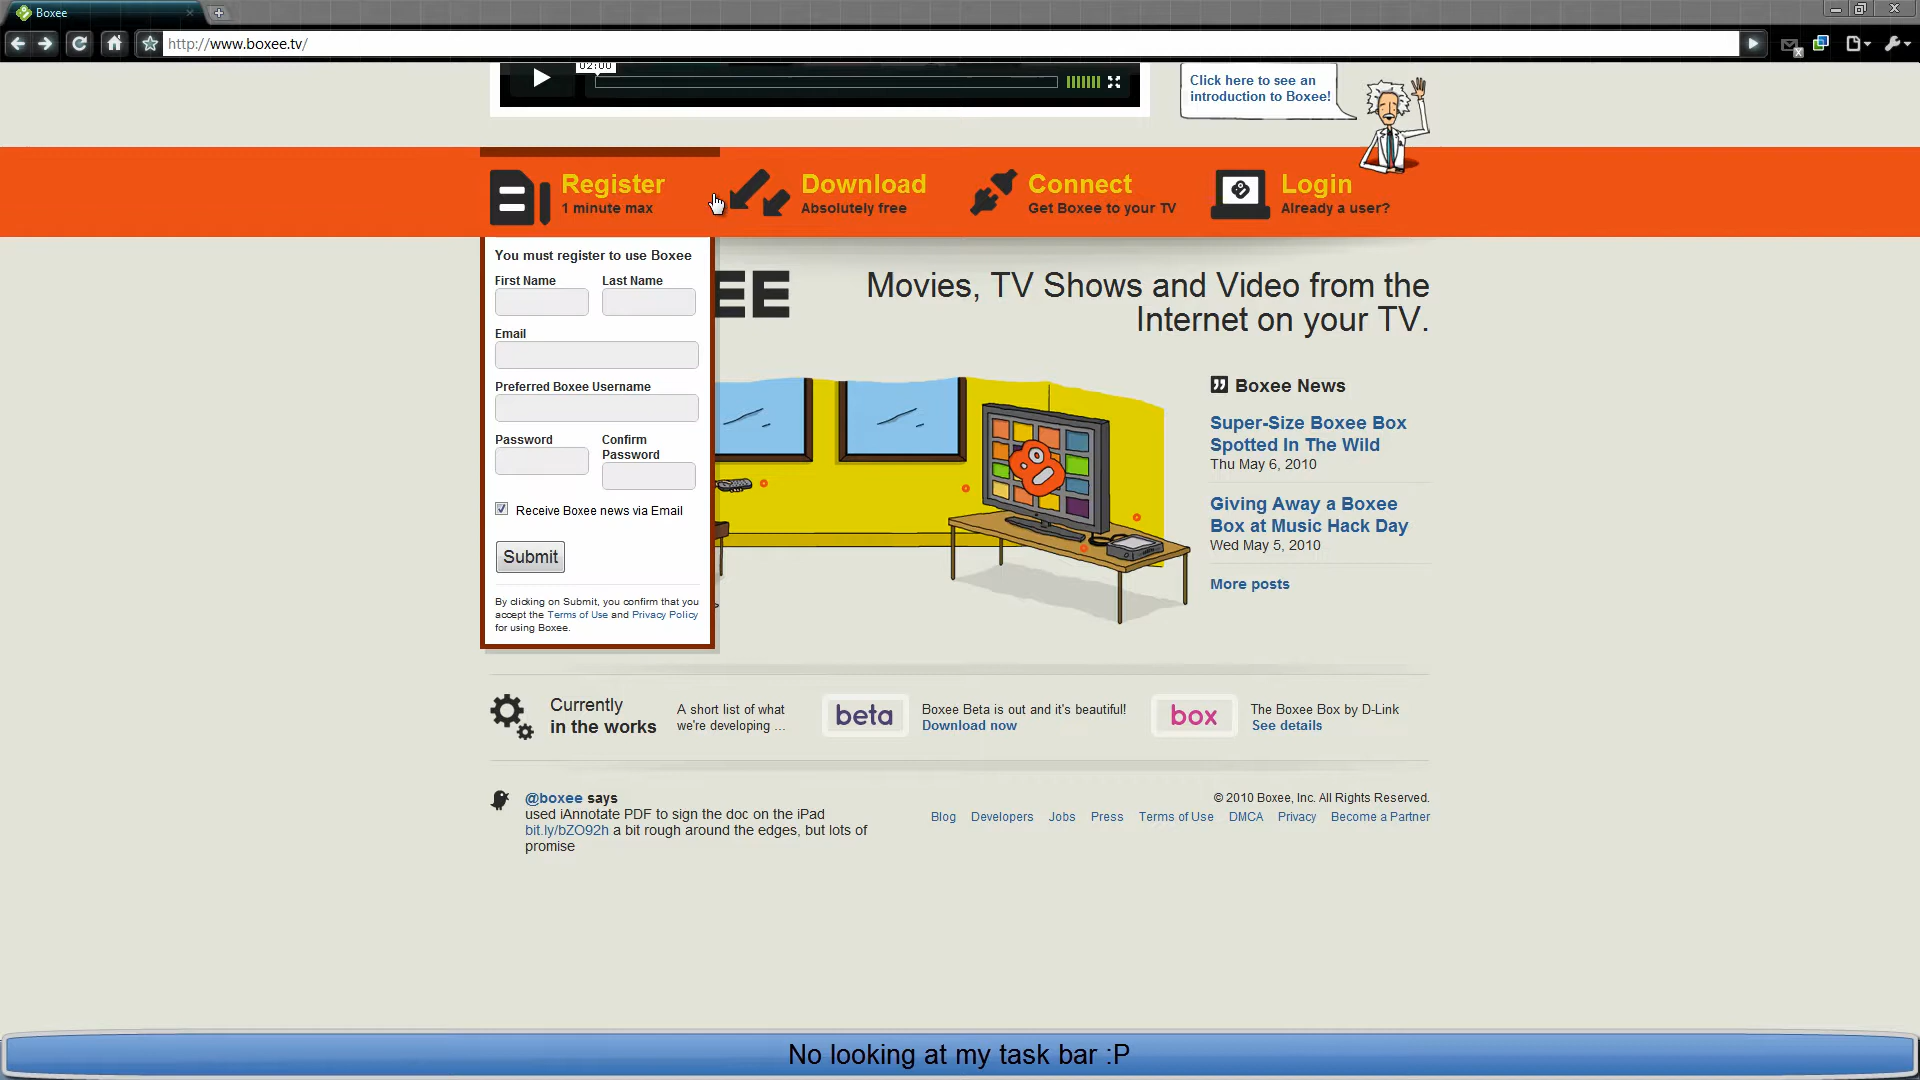 Boxee
http://www.boxee.tv/
02:00
Click here to see an
introduction to Boxee!
Register
1 minute max
Download
Absolutely free
Connect
Get Boxee to your TV
Login
Already a user?
You must register to use Boxee
First Name
Last Name
Email
Preferred Boxee Username
Password
Confirm
Password
Receive Boxee news via Email
Submit
By clicking on Submit, you confirm that you
accept the Terms of Use and Privacy Policy
for using Boxee.
EE
Movies, TV Shows and Video from the
Internet on your TV.
Boxee News
Super-Size Boxee Box
Spotted In The Wild
Thu May 6, 2010
Giving Away a Boxee
Box at Music Hack Day
Wed May 5, 2010
More posts
Currently
in the works
A short list of what
we're developing ...
beta
Boxee Beta is out and it's beautiful!
Download now
box
The Boxee Box by D-Link
See details
@boxee says
used iAnnotate PDF to sign the doc on the iPad
bit.ly/bZO92h a bit rough around the edges, but lots of
promise
© 2010 Boxee, Inc. All Rights Reserved.
Blog Developers Jobs Press Terms of Use DMCA Privacy Become a Partner
No looking at my task bar :P